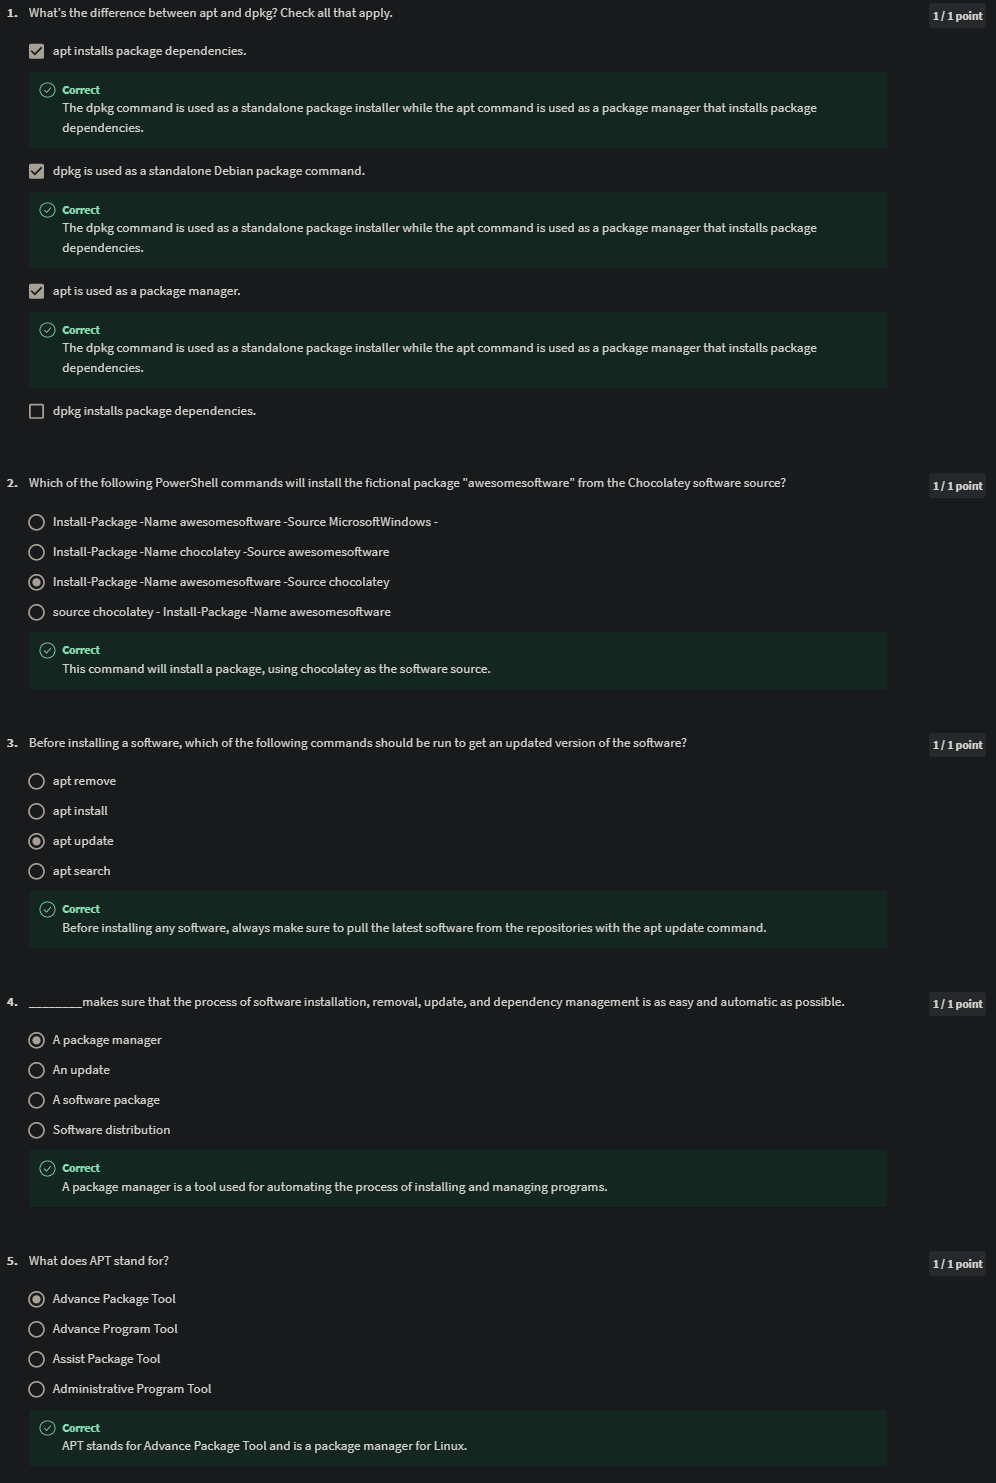 1. What's the difference between apt and dpkg? Check all that apply.
1 / 1 point
apt installs package dependencies.
Correct
The dpkg command is used as a standalone package installer while the apt command is used as a package manager that installs package
dependencies.
dpkg is used as a standalone Debian package command.
Correct
The dpkg command is used as a standalone package installer while the apt command is used as a package manager that installs package
dependencies.
apt is used as a package manager.
Correct
The dpkg command is used as a standalone package installer while the apt command is used as a package manager that installs package
dependencies.
dpkg installs package dependencies.
2. Which of the following PowerShell commands will install the fictional package "awesomesoftware" from the Chocolatey software source?
1 / 1 point
Install-Package -Name awesomesoftware -Source MicrosoftWindows -
Install-Package -Name chocolatey -Source awesomesoftware
Install-Package -Name awesomesoftware -Source chocolatey
source chocolatey - Install-Package -Name awesomesoftware
Correct
This command will install a package, using chocolatey as the software source.
3. Before installing a software, which of the following commands should be run to get an updated version of the software?
1 / 1 point
apt remove
apt install
apt update
apt search
Correct
Before installing any software, always make sure to pull the latest software from the repositories with the apt update command.
4. ________makes sure that the process of software installation, removal, update, and dependency management is as easy and automatic as possible.
1 / 1 point
A package manager
An update
A software package
Software distribution
Correct
A package manager is a tool used for automating the process of installing and managing programs.
5. What does APT stand for?
1 / 1 point
Advance Package Tool
Advance Program Tool
Assist Package Tool
Administrative Program Tool
Correct
APT stands for Advance Package Tool and is a package manager for Linux.